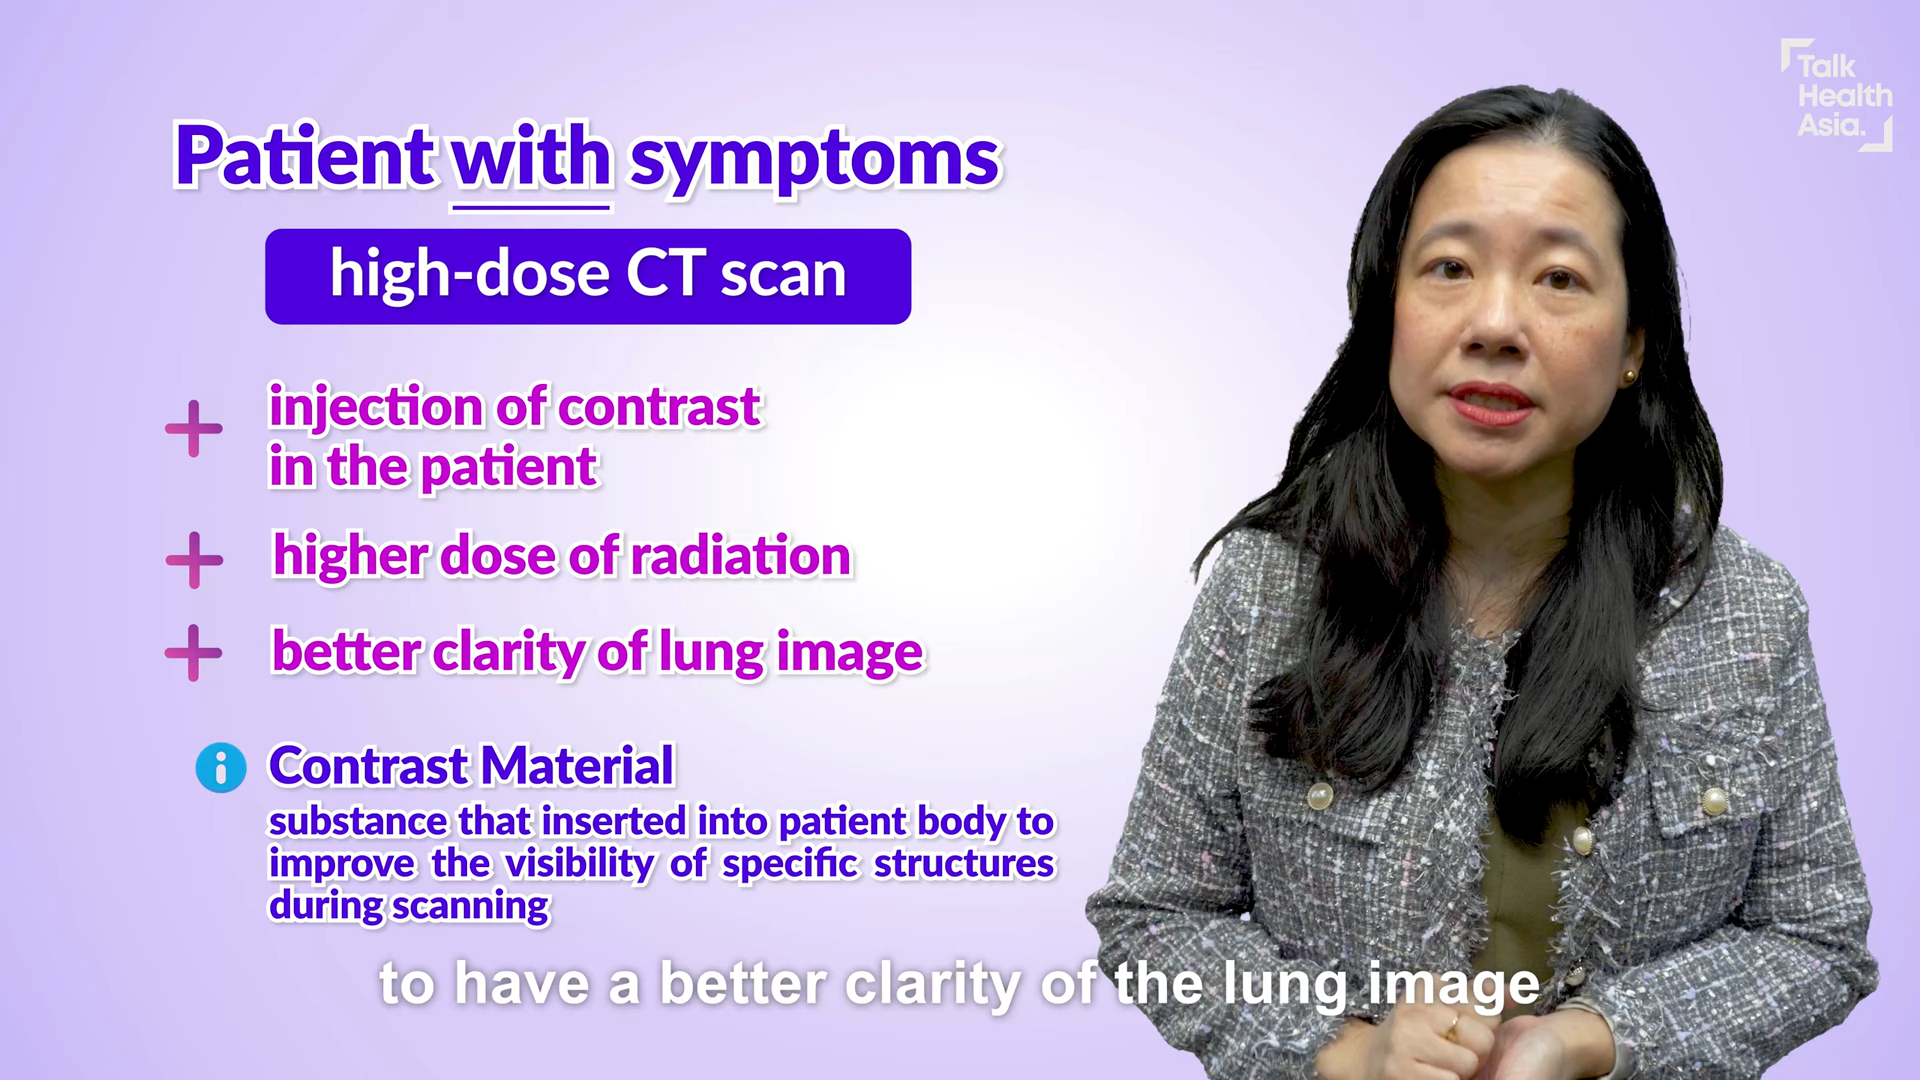 Talk
Health
Asia.
Patient with symptoms
high-dose CT scan
injection of contrast
in the patient
higher dose of radiation
better clarity of lung image
Contrast Material
substance that inserted into patient body to
improve the visibility of specific structures
during scanning
to have a better clarity of the lung image